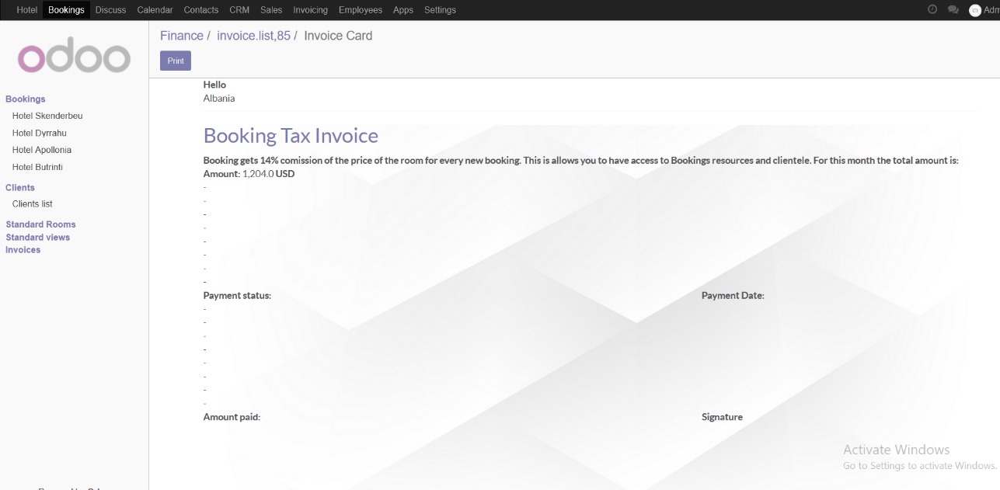 Hotel Bookings Discuss Calendar Contacts CRM Sales Invoicing Employees Apps Settings
Finance / invoice.list,85 / Invoice Card
Print
odoo
Bookings
Hotel Skenderbeu
Hotel Dyrrahu
Hotel Apollonia
Hotel Butrinti
Clients
Clients list
Standard Rooms
Standard views
Invoices
Hello
Albania
Booking Tax Invoice
Booking gets 14% comission of the price of the room for every new booking. This is allows you to have access to Bookings resources and clientele. For this month the total amount is:
Amount: 1,204.0 USD
-
-
-
-
-
-
-
-
Payment status: Payment Date:
-
-
-
-
-
-
-
-
Amount paid: Signature
Activate Windows
Go to Settings to activate Windows.